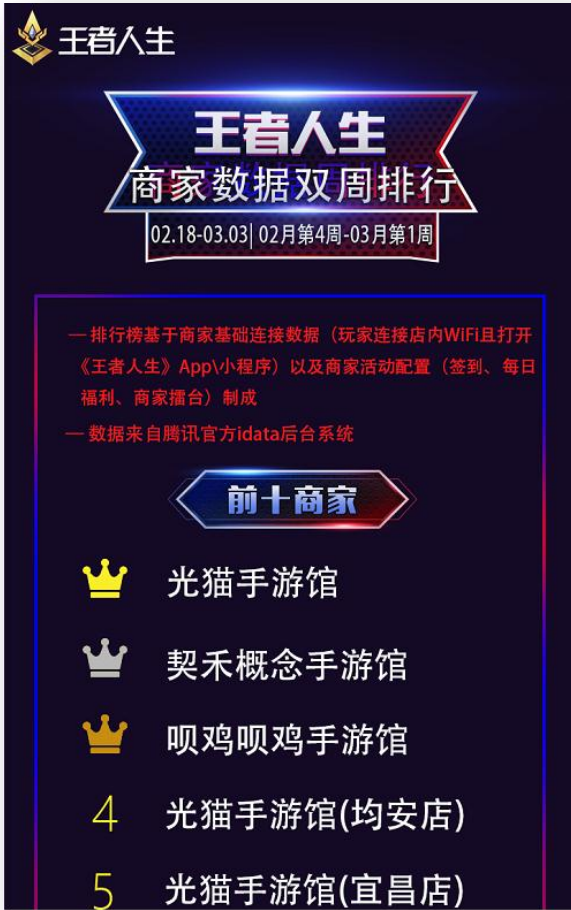 王者人生
王者人生
商家数据双周排行
02.18-03.03| 02月第4周-03月第1周
— 排行榜基于商家基础连接数据（玩家连接店内WiFi且打开
《王者人生》App\小程序）以及商家活动配置（签到、每日
福利、商家擂台）制成
— 数据来自腾讯官方idata后台系统
前十商家
光猫手游馆
契禾概念手游馆
呗鸡呗鸡手游馆
4 光猫手游馆(均安店)
5 光猫手游馆(宜昌店)